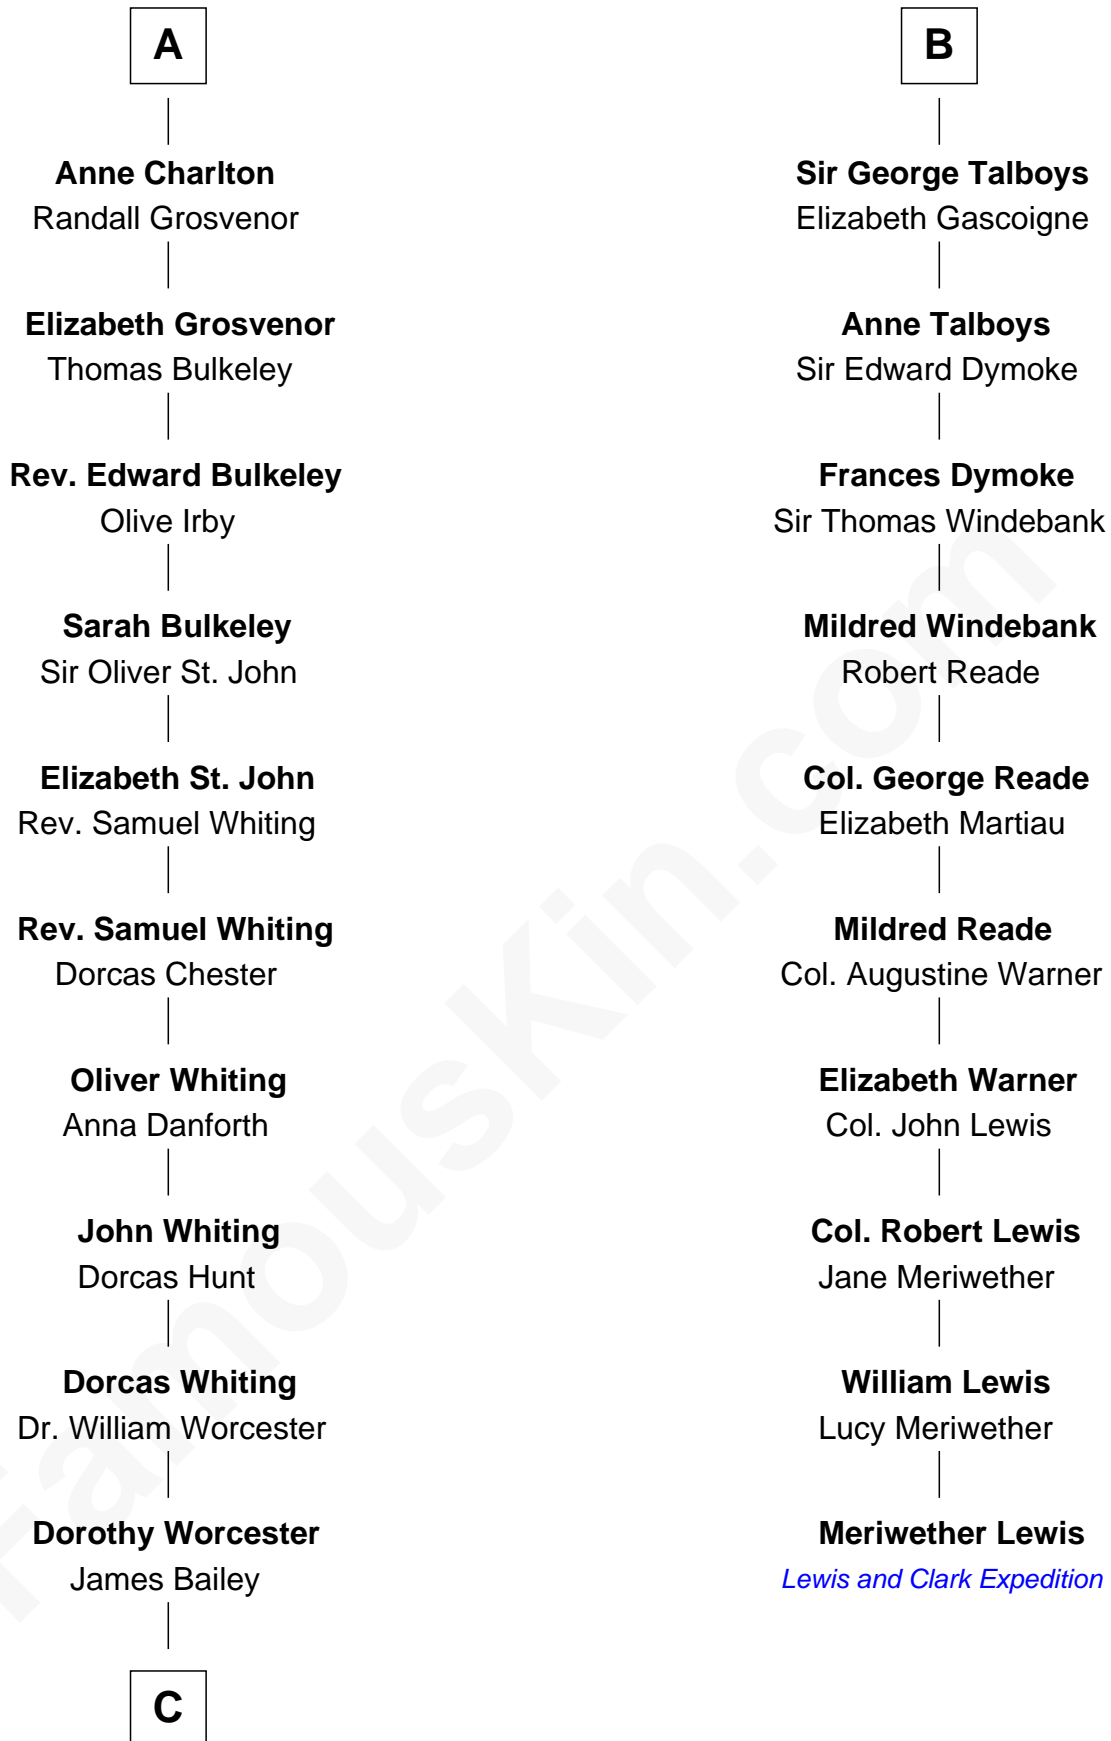 A
Anne Charlton
Randall Grosvenor
Elizabeth Grosvenor
Thomas Bulkeley
Rev. Edward Bulkeley
Olive Irby
Sarah Bulkeley
Sir Oliver St. John
Elizabeth St. John
Rev. Samuel Whiting
Rev. Samuel Whiting
Dorcas Chester
Oliver Whiting
Anna Danforth
John Whiting
Dorcas Hunt
Dorcas Whiting
Dr. William Worcester
Dorothy Worcester
James Bailey
C
B
Sir George Talboys
Elizabeth Gascoigne
Anne Talboys
Sir Edward Dymoke
Frances Dymoke
Sir Thomas Windebank
Mildred Windebank
Robert Reade
Col. George Reade
Elizabeth Martiau
Mildred Reade
Col. Augustine Warner
Elizabeth Warner
Col. John Lewis
Col. Robert Lewis
Jane Meriwether
William Lewis
Lucy Meriwether
Meriwether Lewis
Lewis and Clark Expedition
FamousKin.com